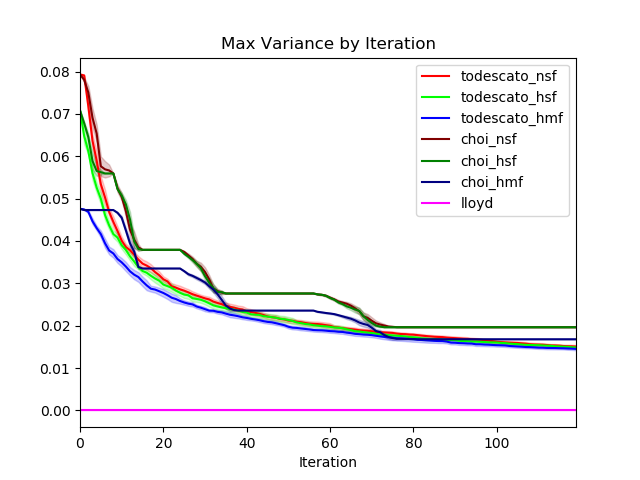 Max Variance by Iteration
0.08
0.07
0.06
0.05
0.04
0.03
0.02
0.01
0.00
0
20
40
60
80
100
Iteration
todescato_nsf
todescato_hsf
todescato_hmf
choi_nsf
choi_hsf
choi_hmf
lloyd